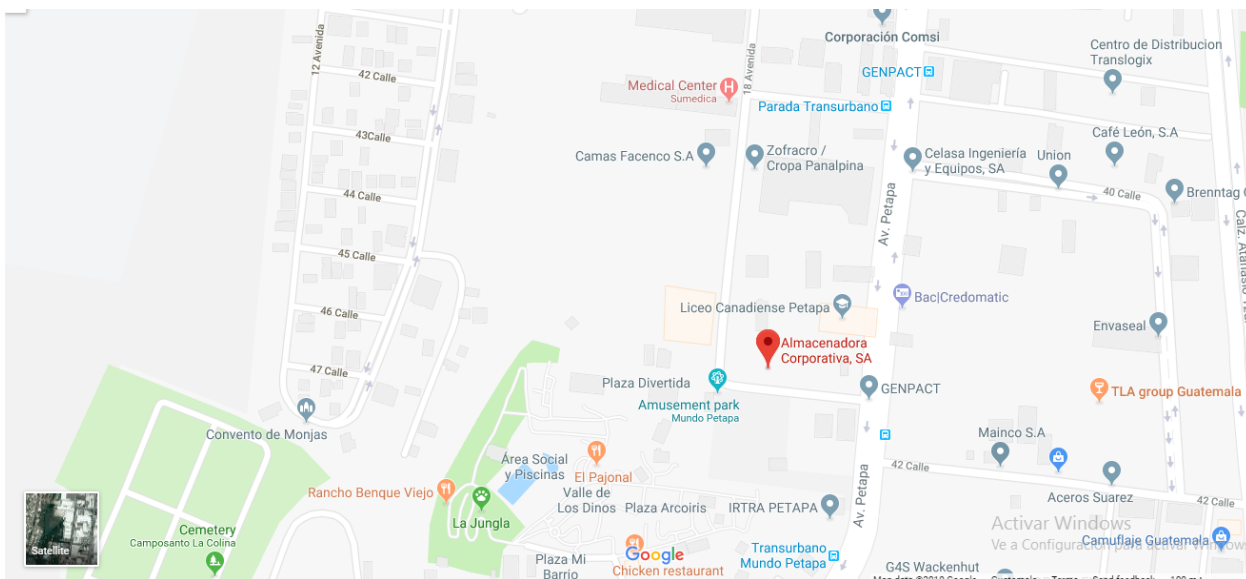 Corporación Comsi
12 Avenida
Centro de Distribucion
Translogix
42 Calle
GENPACT
Medical Center
Sumedica
18 Avenida
Parada Transurbano
43Calle
Café León, S.A
Camas Facenco S.A
Zofracro /
Cropa Panalpina
Celasa Ingeniería
y Equipos, SA
Union
44 Calle
40 Calle
Brenntag
Av. Petapa
45 Calle
Bac|Credomatic
46 Calle
Liceo Canadiense Petapa
Envaseal
Almacenadora
Corporativa, SA
47 Calle
Plaza Divertida
GENPACT
TLA group Guatemala
Amusement park
Mundo Petapa
Convento de Monjas
Mainco S.A
Área Social
y Piscinas
El Pajonal
42 Calle
Rancho Benque Viejo
Valle de
Los Dinos
Plaza Arcoiris
IRTRA PETAPA
Av. Petapa
Aceros Suarez
42 Calle
La Jungla
Activar Windows
Cemetery
Camposanto La Colina
Satellite
Camuflaje Guatemala
Ve a Configuración para activar Windows
Transurbano
Mundo Petapa
Google
Plaza Mi
Barrio
Chicken restaurant
G4S Wackenhut